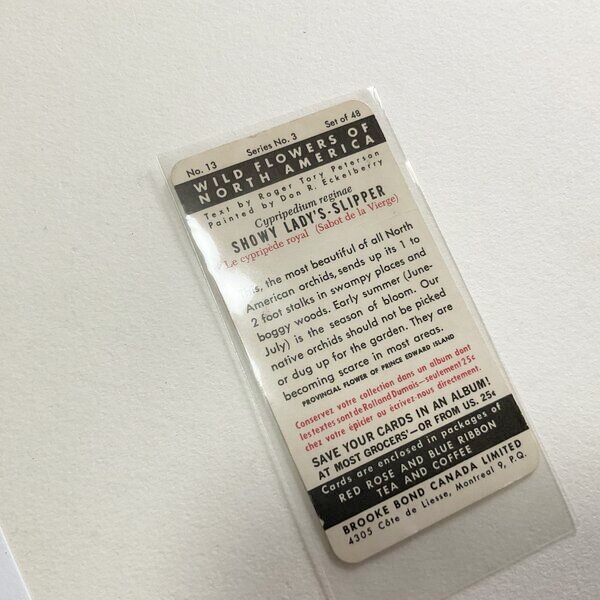 No. 13 Series No. 3 Set of 48
WILD FLOWERS OF
NORTH AMERICA
Text by Roger Tory Peterson
Painted by Don R. Eckelberry
Cypripedium reginae
SHOWY LADY'S-SLIPPER
Le cypripède royal (Sabot de la Vierge)
the most beautiful of all North
American orchids, sends up its 1 to
2 foot stalks in swampy places and
boggy woods. Early summer (June-
July) is the season of bloom. Our
native orchids should not be picked
or dug up for the garden. They are
becoming scarce in most areas.
PROVINCIAL FLOWER OF PRINCE EDWARD ISLAND
Conservez votre collection dans un album dont
les textes sont de Rolland Dumais—seulement 25¢
chez votre épicier ou écrivez-nous directement.
SAVE YOUR CARDS IN AN ALBUM!
AT MOST GROCERS'—OR FROM US. 25¢
Cards are enclosed in packages of
RED ROSE AND BLUE RIBBON
TEA AND COFFEE
BROOKE BOND CANADA LIMITED
4305 Côte de Liesse, Montreal 9, P.Q.